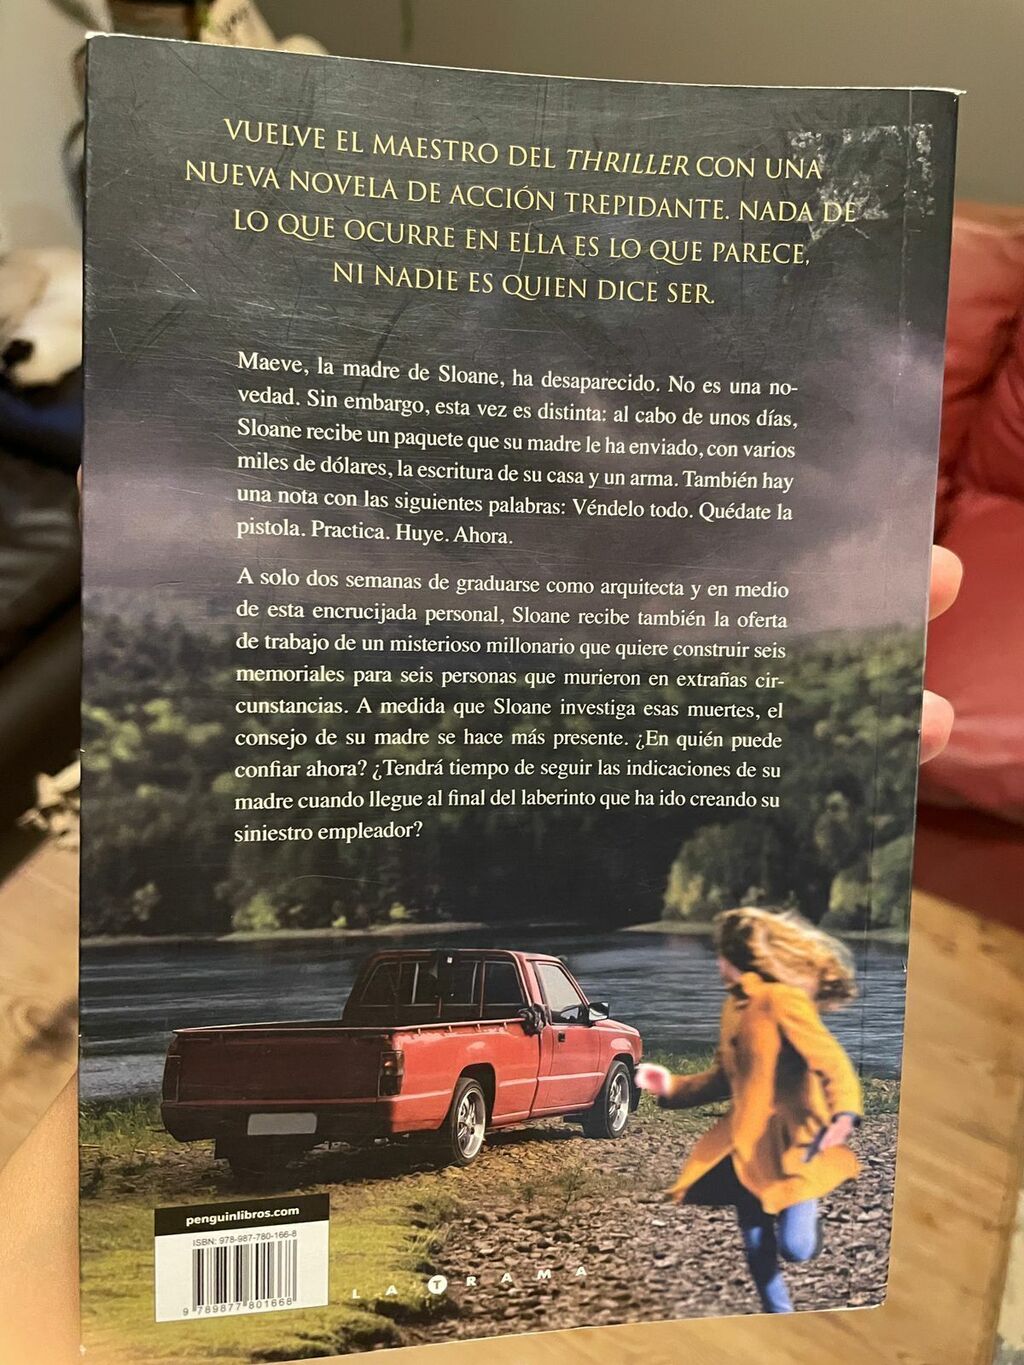 VUELVE EL MAESTRO DEL THRILLER CON UNA
NUEVA NOVELA DE ACCIÓN TREPIDANTE. NADA DE
LO QUE OCURRE EN ELLA ES LO QUE PARECE,
NI NADIE ES QUIEN DICE SER.
Maeve, la madre de Sloane, ha desaparecido. No es una no-
vedad. Sin embargo, esta vez es distinta: al cabo de unos días,
Sloane recibe un paquete que su madre le ha enviado, con varios
miles de dólares, la escritura de su casa y un arma. También hay
una nota con las siguientes palabras: Véndelo todo. Quédate la
pistola. Practica. Huye. Ahora.
A solo dos semanas de graduarse como arquitecta y en medio
de esta encrucijada personal, Sloane recibe también la oferta
de trabajo de un misterioso millonario que quiere construir seis
memoriales para seis personas que murieron en extrañas cir-
cunstancias. A medida que Sloane investiga esas muertes, el
consejo de su madre se hace más presente. ¿En quién puede
confiar ahora? ¿Tendrá tiempo de seguir las indicaciones de su
madre cuando llegue al final del laberinto que ha ido creando su
siniestro empleador?
penguinlibros.com
ISBN: 978-987-780-166-8
9 789877 801668
LA TRAMA